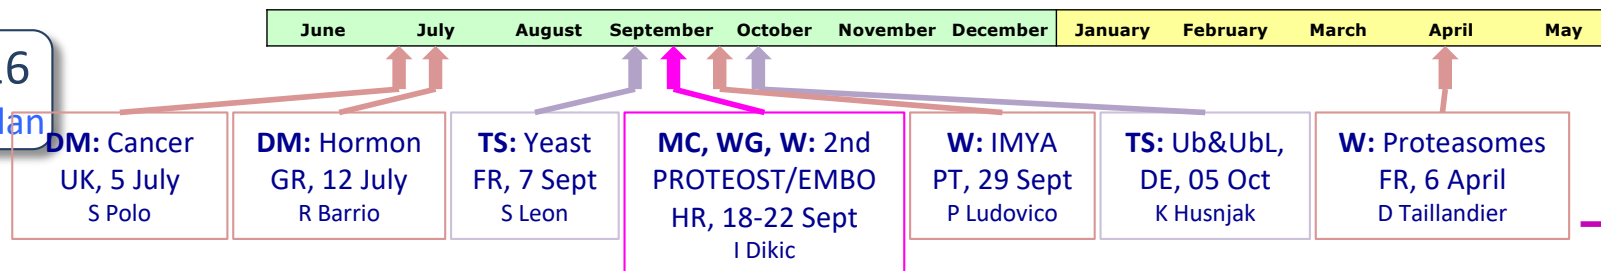 June July August September October November December January February March April May
6
lan
DM: Cancer
UK, 5 July
S Polo
DM: Hormon
GR, 12 July
R Barrio
TS: Yeast
FR, 7 Sept
S Leon
MC, WG, W: 2nd
PROTEOST/EMBO
HR, 18-22 Sept
I Dikic
W: IMYA
PT, 29 Sept
P Ludovico
TS: Ub&UbL,
DE, 05 Oct
K Husnjak
W: Proteasomes
FR, 6 April
D Taillandier